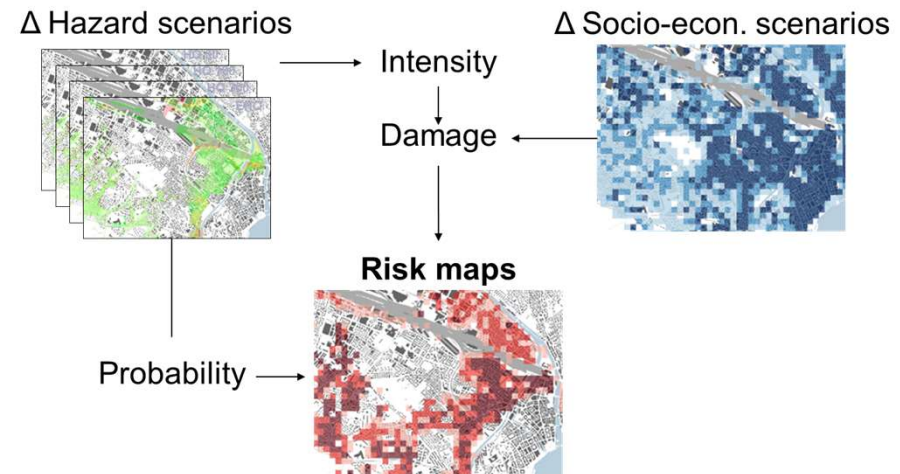 Δ Hazard scenarios
Δ Socio-econ. scenarios
Intensity
Damage
Risk maps
Probability